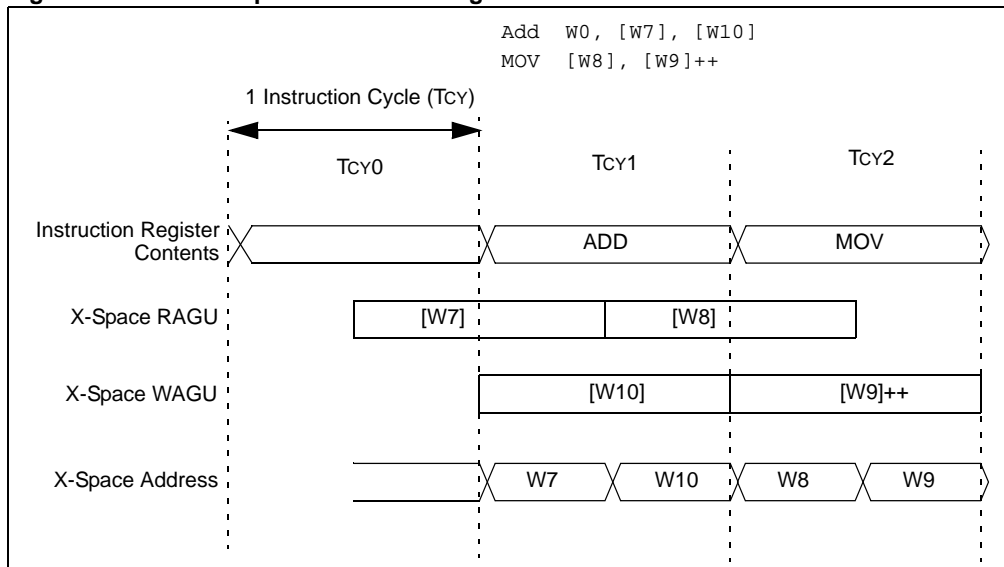 Add W0, [W7], [W10]
MOV [W8], [W9]++
1 Instruction Cycle (TCY)
TCY0 TCY1 TCY2
Instruction Register
Contents
ADD MOV
X-Space RAGU [W7] [W8]
X-Space WAGU [W10] [W9]++
X-Space Address W7 W10 W8 W9